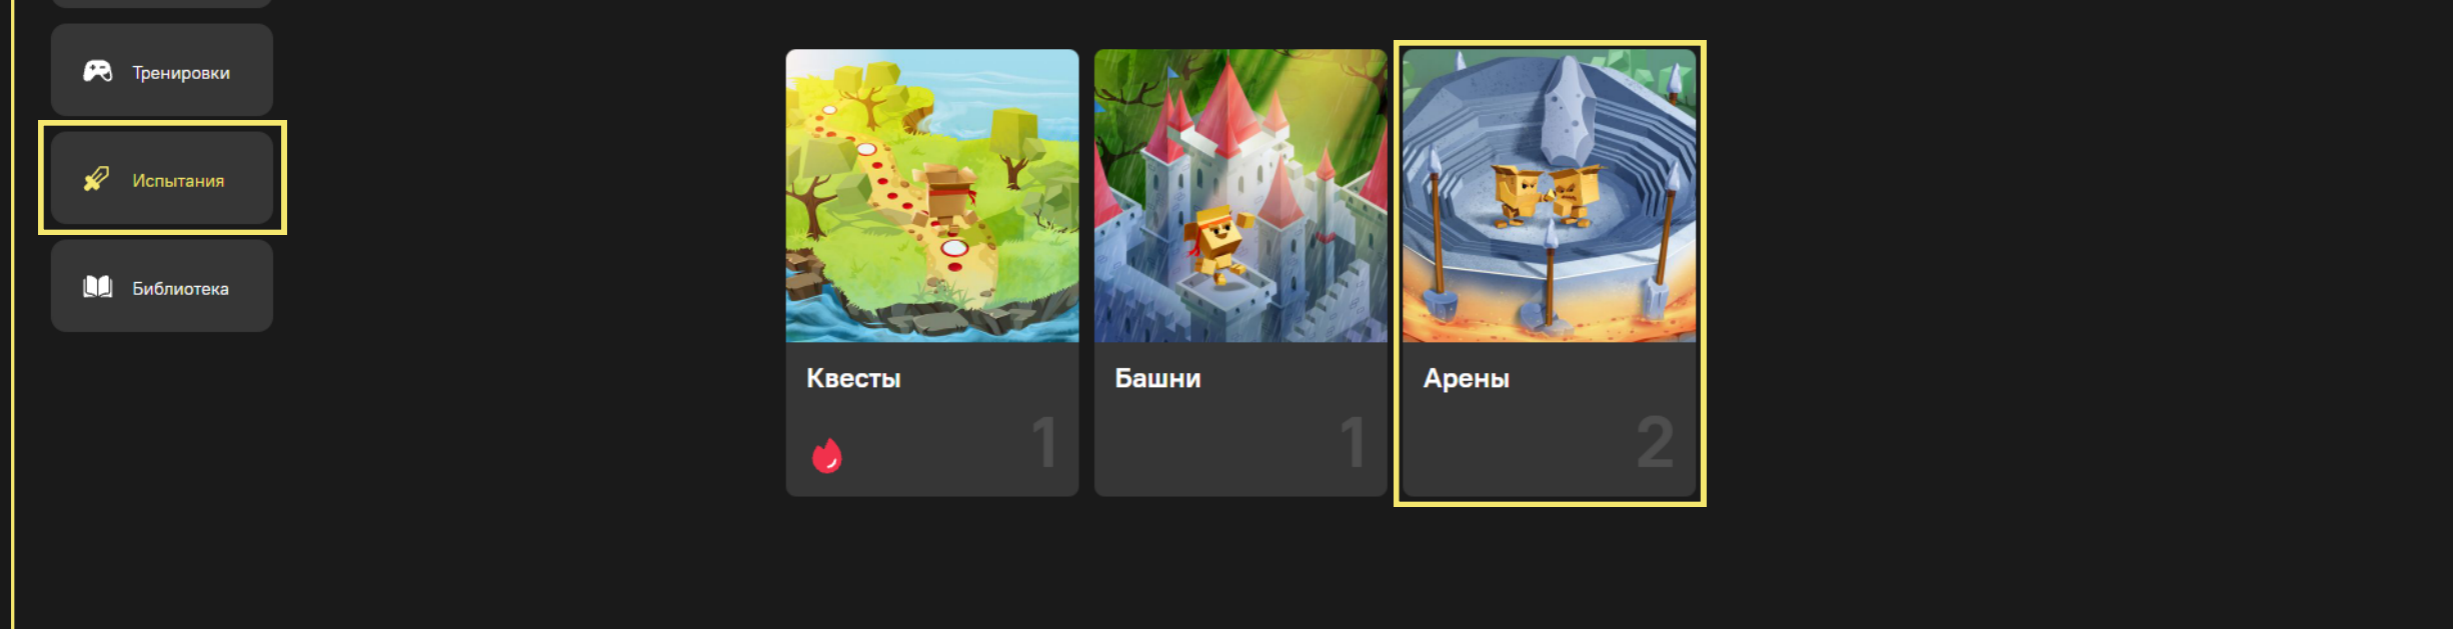 Тренировки
Испытания
Библиотека
Квесты
1
Башни
1
Арены
2